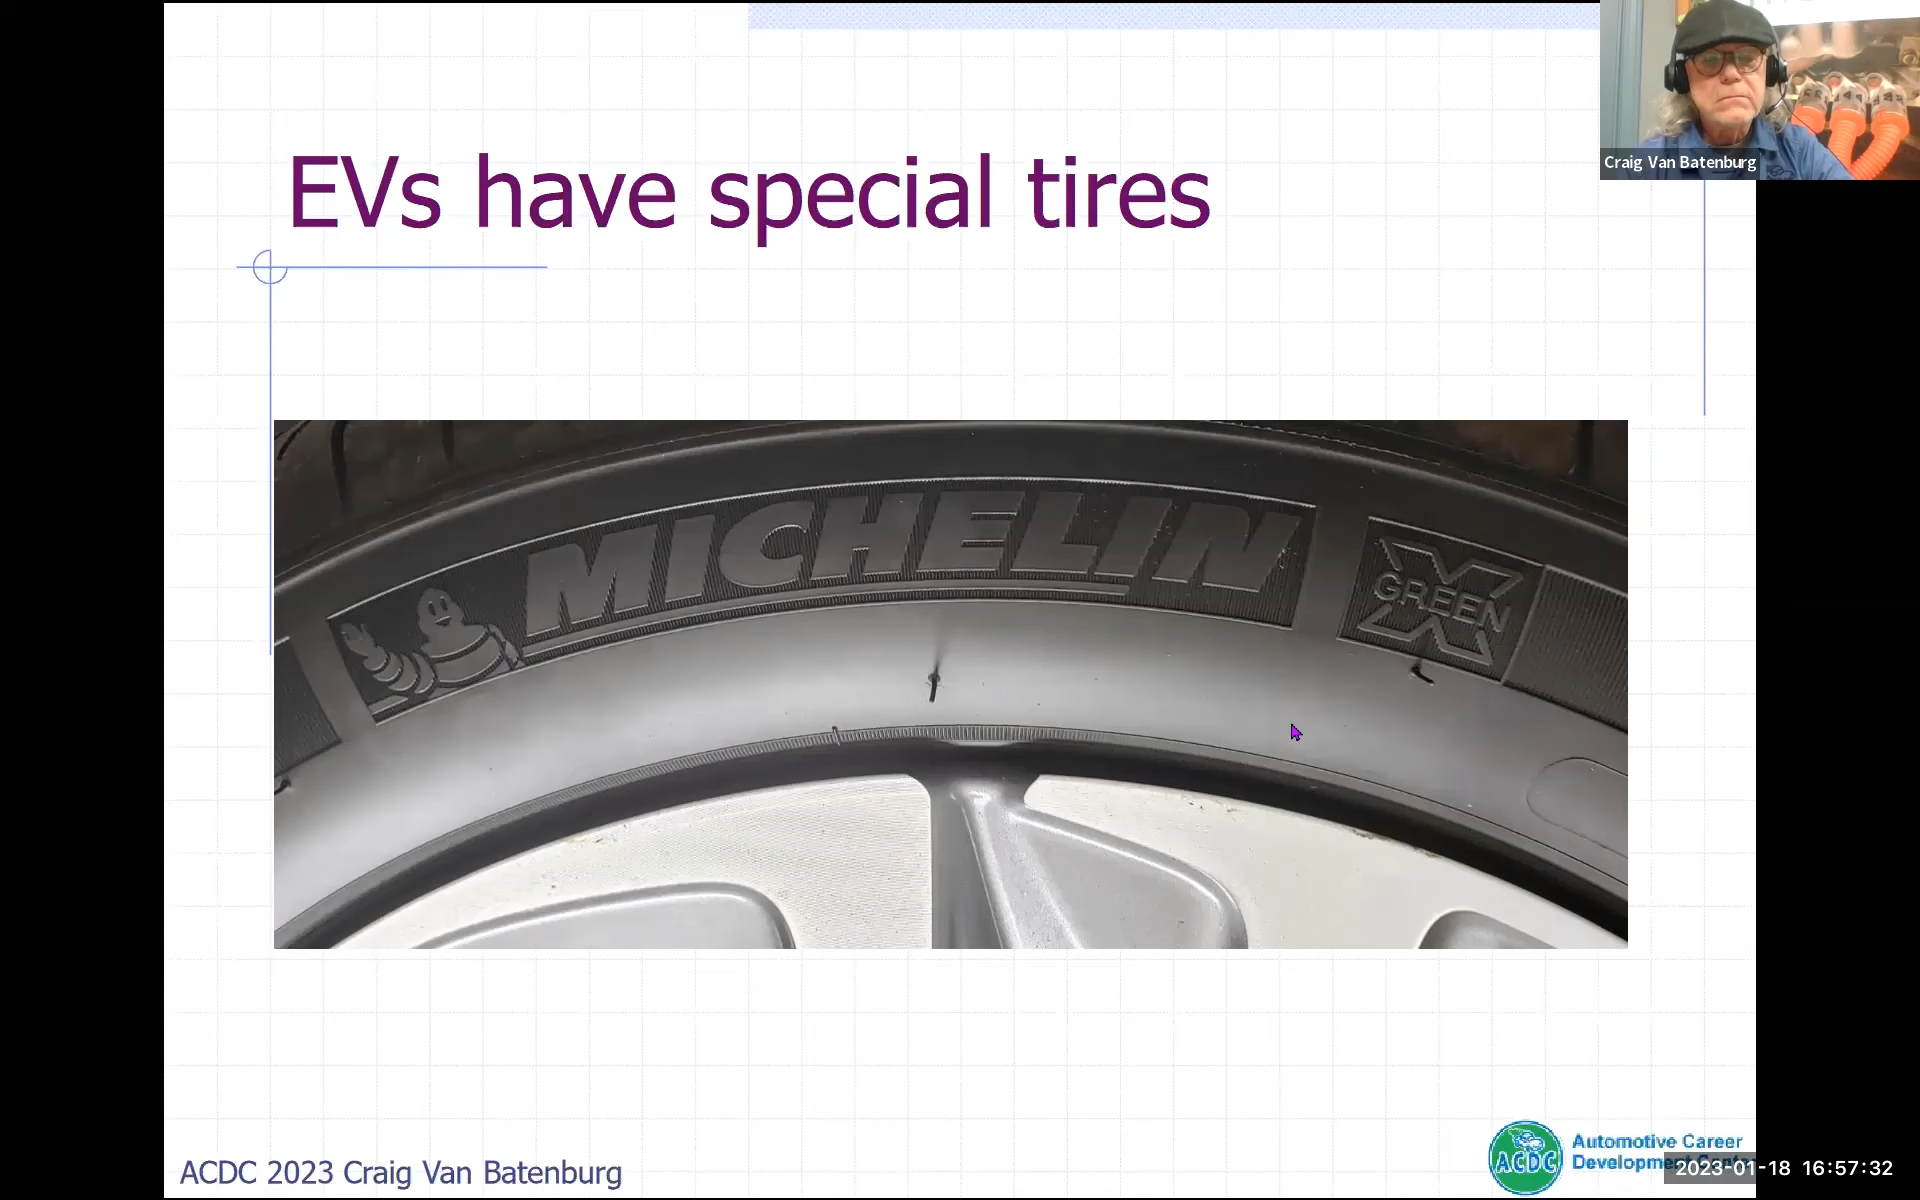 Craig Van Batenburg
EVs have special tires
MICHELIN
GREEN X
ACDC 2023 Craig Van Batenburg
ACDC
Automotive Career
Development
2023-01-18 16:57:32